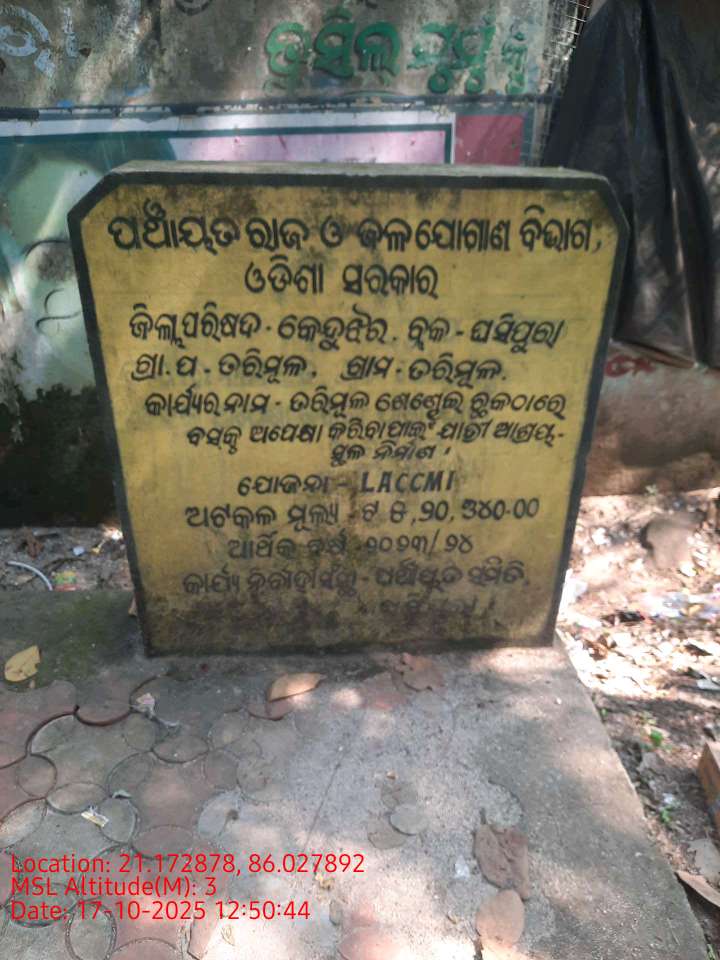 ପଞ୍ଚାୟତ ରାଜ ଓ ଜଳ ଯୋଗାଣ ବିଭାଗ,
ଓଡିଶା ସରକାର
ଜିଲ୍ଲା ପରିଷଦ - କେନ୍ଦୁଝର. ବ୍ଲକ - ଘସିପୁରା
ଗ୍ରା.ପ - ତରିମୂଳ, ଗ୍ରାମ - ତରିମୂଳ.
କାର୍ଯ୍ୟର ନାମ - ତରିମୂଳ ଶେଣ୍ଢେଇ ଛକଠାରେ
ବସ୍‌କୁ ଅପେକ୍ଷା କରିବା ପାଇଁ ଯାତ୍ରୀ ଆଶ୍ରୟ-
ସ୍ଥଳ ନିର୍ମାଣ ।
ଯୋଜନା - LACCMI
ଅଟକଳ ମୂଲ୍ୟ - ଟ ୫,୨୦,୩୪୦-୦୦
ଆର୍ଥିକ ବର୍ଷ - ୨୦୨୩/୨୪
କାର୍ଯ୍ୟ ନିର୍ବାହୀ ସଂସ୍ଥା - ପଞ୍ଚାୟତ ସମିତି,
Location: 21.172878, 86.027892
MSL Altitude(M): 3
Date: 17-10-2025 12:50:44